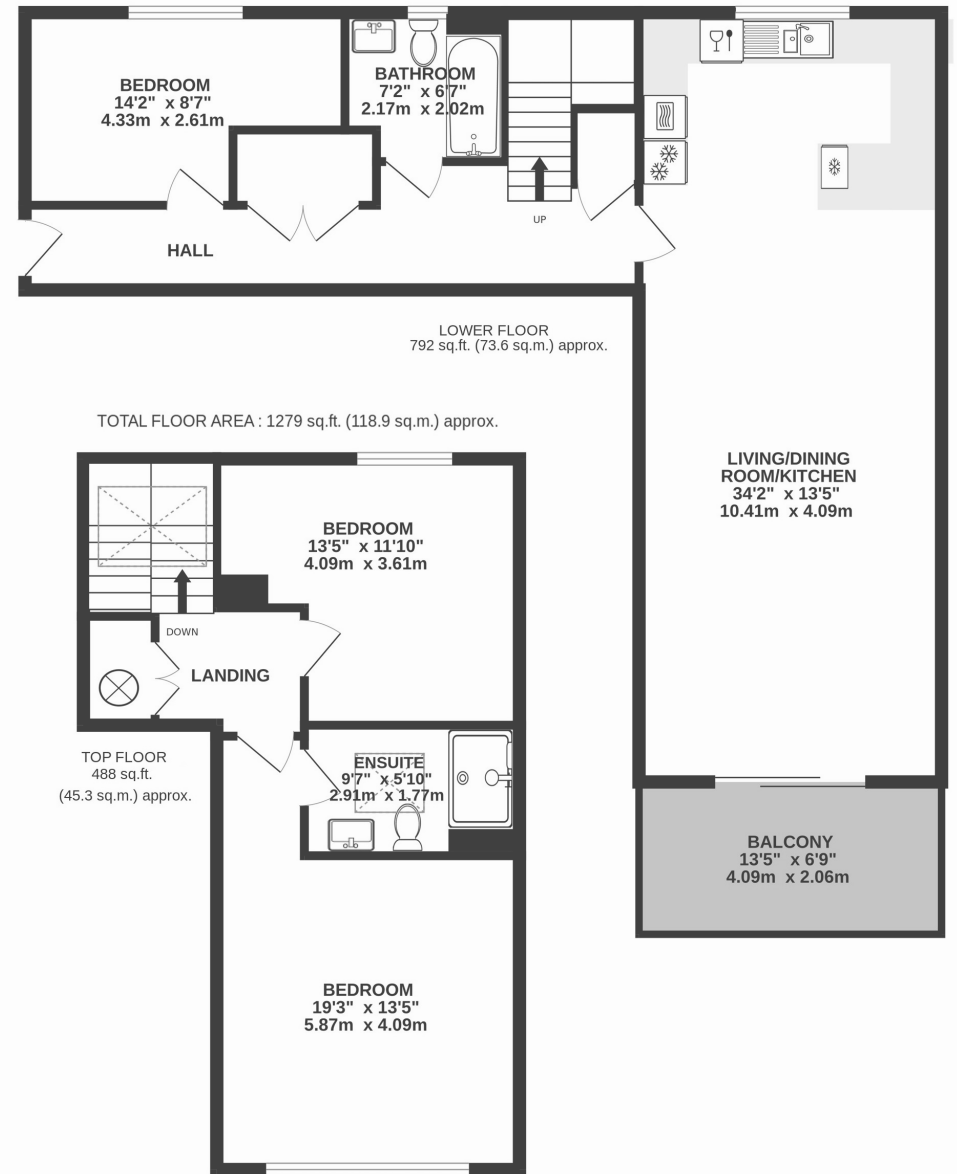 BEDROOM
14'2" x 8'7"
4.33m x 2.61m
BATHROOM
7'2" x 6'7"
2.17m x 2.02m
UP
HALL
LOWER FLOOR
792 sq.ft. (73.6 sq.m.) approx.
TOTAL FLOOR AREA : 1279 sq.ft. (118.9 sq.m.) approx.
LIVING/DINING
ROOM/KITCHEN
34'2" x 13'5"
10.41m x 4.09m
BEDROOM
13'5" x 11'10"
4.09m x 3.61m
DOWN
LANDING
TOP FLOOR
488 sq.ft.
(45.3 sq.m.) approx.
ENSUITE
9'7" x 5'10"
2.91m x 1.77m
BALCONY
13'5" x 6'9"
4.09m x 2.06m
BEDROOM
19'3" x 13'5"
5.87m x 4.09m